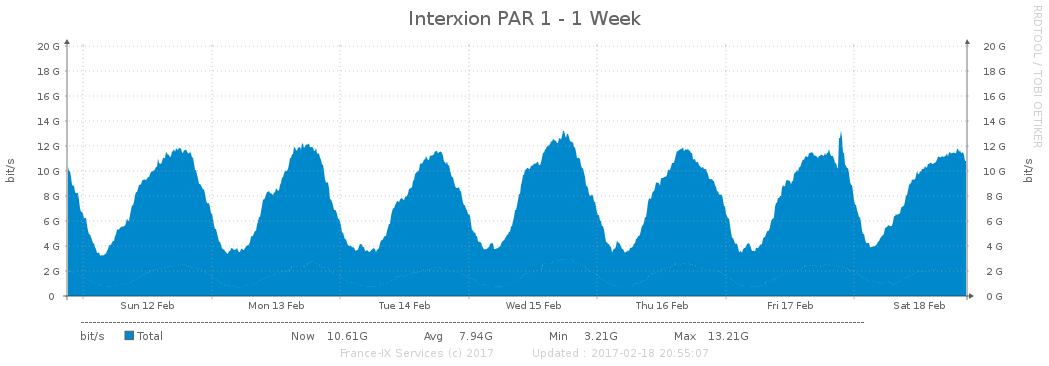 Interxion PAR 1 - 1 Week
RRDTOOL / TOBI OETIKER
20 G 20 G
18 G 18 G
16 G 16 G
14 G 14 G
12 G 12 G
10 G 10 G
8 G 8 G
6 G 6 G
4 G 4 G
2 G 2 G
0 0 G
bit/s bit/s
Sun 12 Feb Mon 13 Feb Tue 14 Feb Wed 15 Feb Thu 16 Feb Fri 17 Feb Sat 18 Feb
bit/s Total Now 10.61G Avg 7.94G Min 3.21G Max 13.21G
France-IX Services (c) 2017 Updated : 2017-02-18 20:55:07